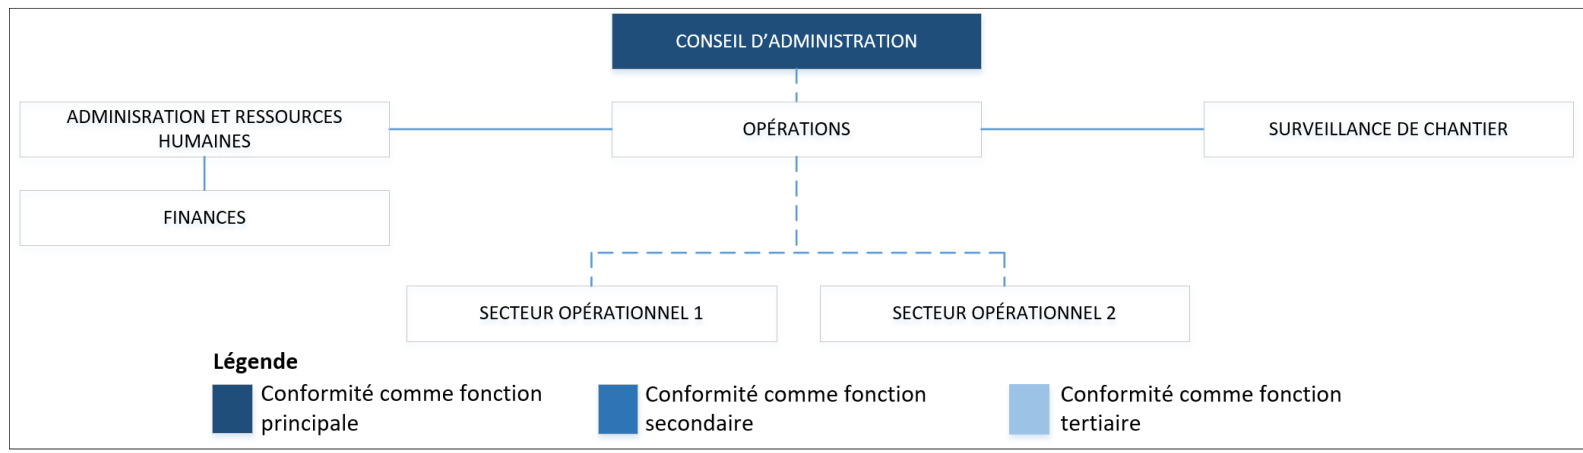 CONSEIL D’ADMINISTRATION
ADMINISRATION ET RESSOURCES
HUMAINES
OPÉRATIONS
SURVEILLANCE DE CHANTIER
FINANCES
SECTEUR OPÉRATIONNEL 1
SECTEUR OPÉRATIONNEL 2
Légende
Conformité comme fonction
principale
Conformité comme fonction
secondaire
Conformité comme fonction
tertiaire